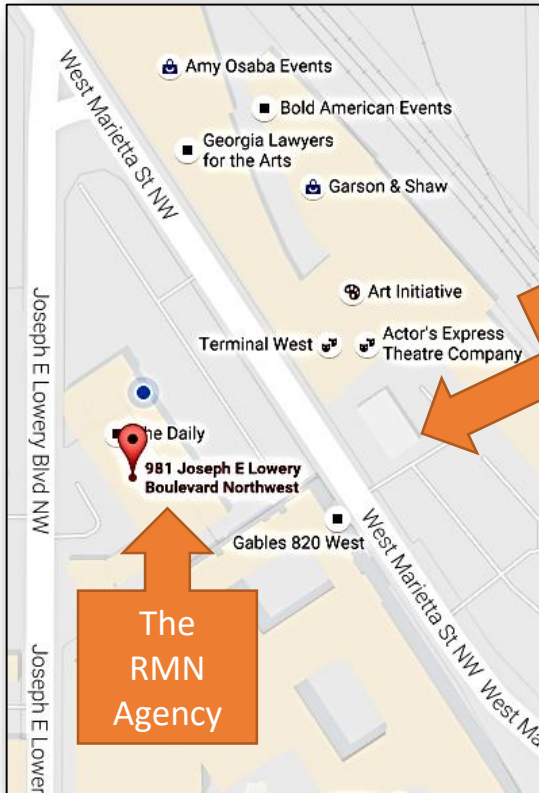 Amy Osaba Events
Bold American Events
Georgia Lawyers
for the Arts
Garson & Shaw
West Marietta St NW
Art Initiative
Terminal West
Actor's Express
Theatre Company
Joseph E Lowery Blvd NW
he Daily
981 Joseph E Lowery
Boulevard Northwest
Gables 820 West
West Marietta St NW
West Ma
The
RMN
Agency
Joseph E Lower